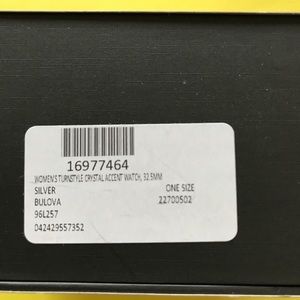 16977464
WOMEN'S TURNSTYLE CRYSTAL ACCENT WATCH, 32.5MM
SILVER ONE SIZE
BULOVA 22700502
96L257
042429557352